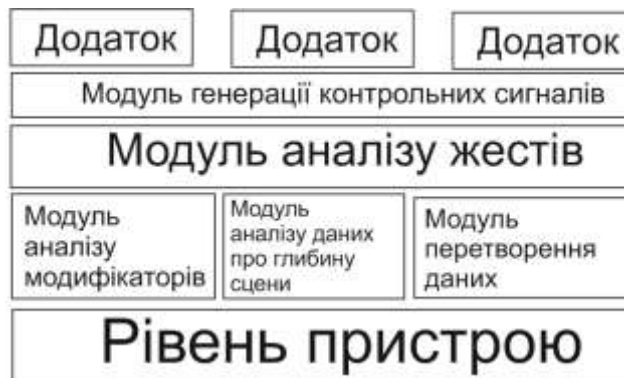 Додаток
Додаток
Додаток
Модуль генерації контрольних сигналів
Модуль аналізу жестів
Модуль
аналізу
модифікаторів
Модуль
аналізу даних
про глибину
сцени
Модуль
перетворення
даних
Рівень пристрою